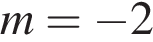 m = −2